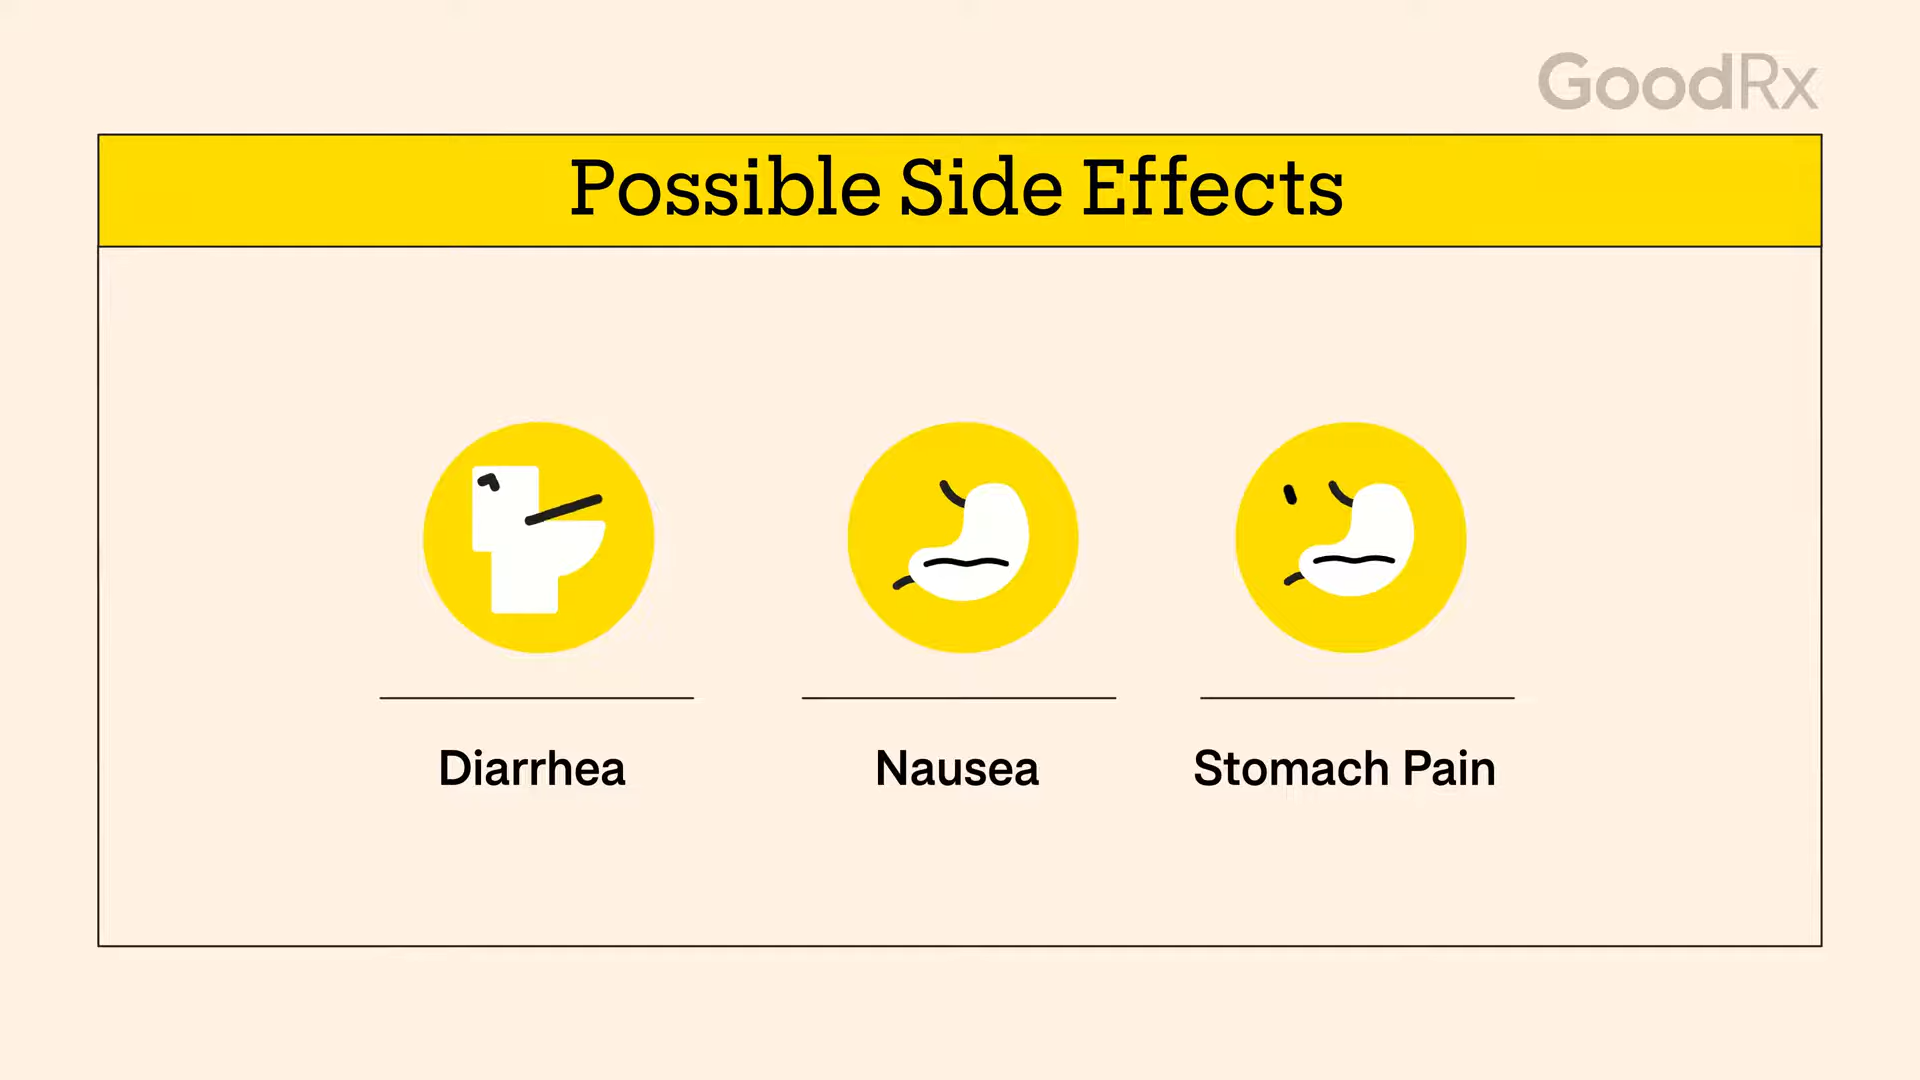 GoodRx
Possible Side Effects
Diarrhea
Nausea
Stomach Pain